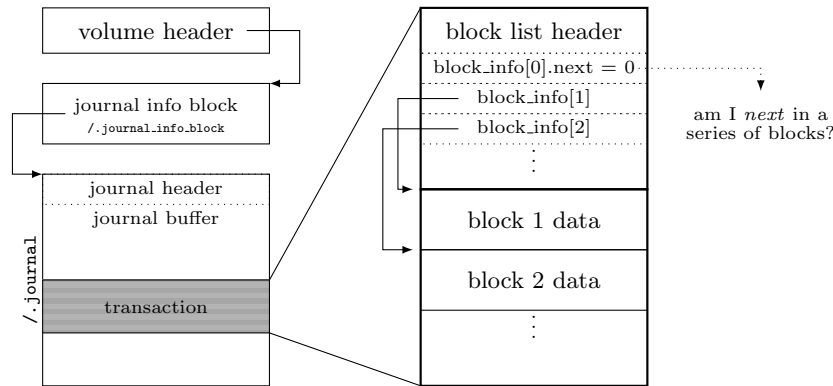 volume header
journal info block
/.journal_info_block
journal header
journal buffer
/.journal
transaction
block list header
block_info[0].next = 0
block_info[1]
block_info[2]
⋮
block 1 data
block 2 data
⋮
am I next in a
series of blocks?